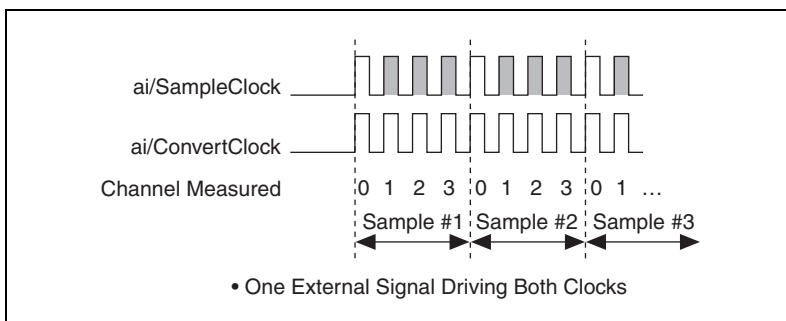 ai/SampleClock
ai/ConvertClock
Channel Measured 0 1 2 3 0 1 2 3 0 1 …
Sample #1 Sample #2 Sample #3
• One External Signal Driving Both Clocks